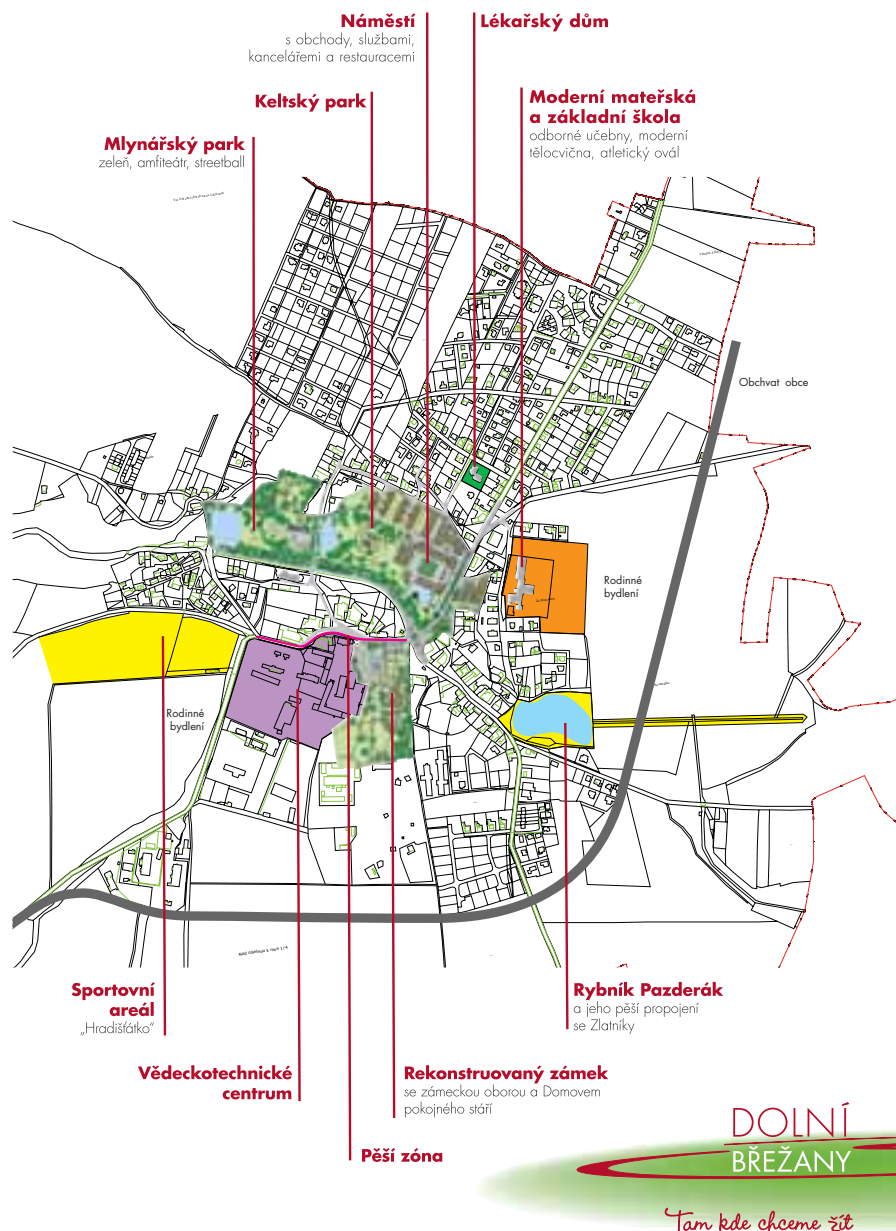 Náměstí
s obchody, službami,
kancelářemi a restauracemi
Lékařský dům
Keltský park
Moderní mateřská
a základní škola
odborné učebny, moderní
tělocvična, atletický ovál
Mlynářský park
zeleň, amfiteátr, streetball
Obchvat obce
Rodinné
bydlení
Rodinné
bydlení
Sportovní
areál
„Hradišťátko“
Rybník Pazderák
a jeho pěší propojení
se Zlatníky
Vědeckotechnické
centrum
Rekonstruovaný zámek
se zámeckou oborou a Domovem
pokojného stáří
Pěší zóna
DOLNÍ
BŘEŽANY
Tam kde chceme žít